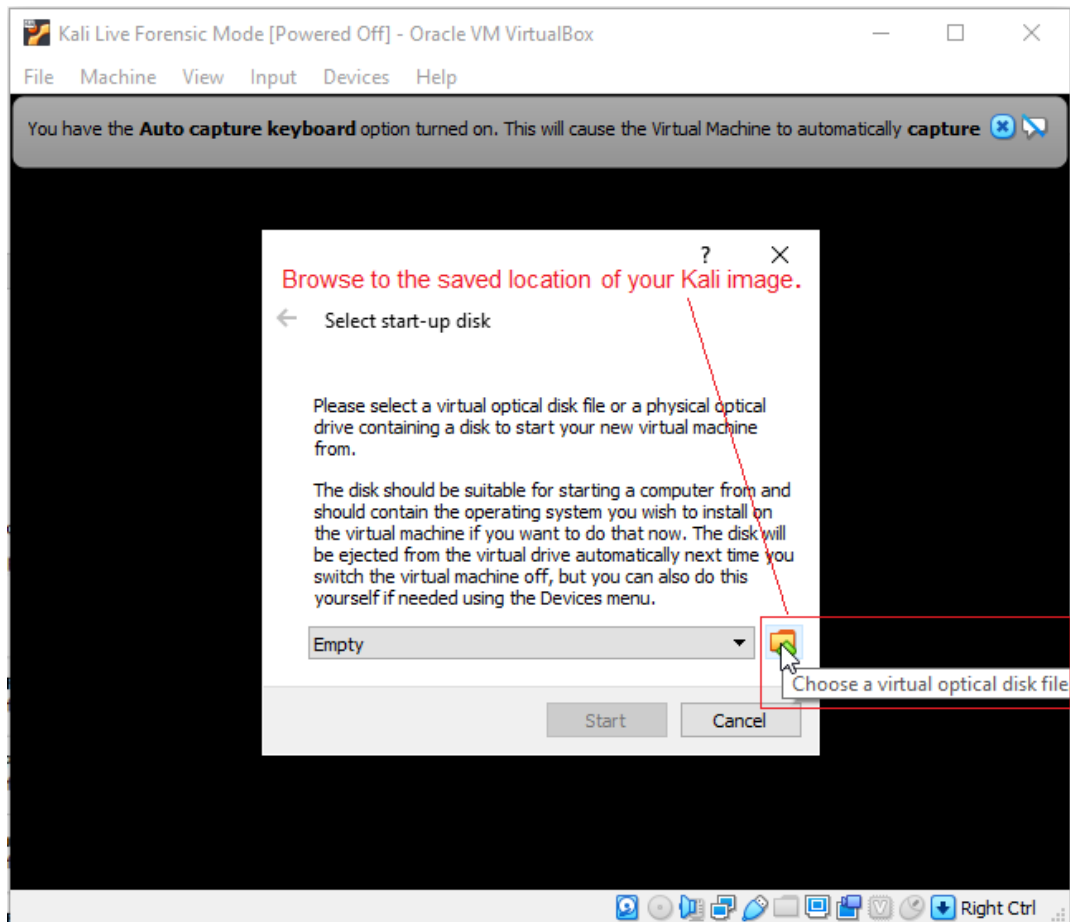 Kali Live Forensic Mode [Powered Off] - Oracle VM VirtualBox
File Machine View Input Devices Help
You have the Auto capture keyboard option turned on. This will cause the Virtual Machine to automatically capture
?
Browse to the saved location of your Kali image.
Select start-up disk
Please select a virtual optical disk file or a physical optical
drive containing a disk to start your new virtual machine
from.
The disk should be suitable for starting a computer from and
should contain the operating system you wish to install on
the virtual machine if you want to do that now. The disk will
be ejected from the virtual drive automatically next time you
switch the virtual machine off, but you can also do this
yourself if needed using the Devices menu.
Empty
Choose a virtual optical disk file
Start Cancel
Right Ctrl